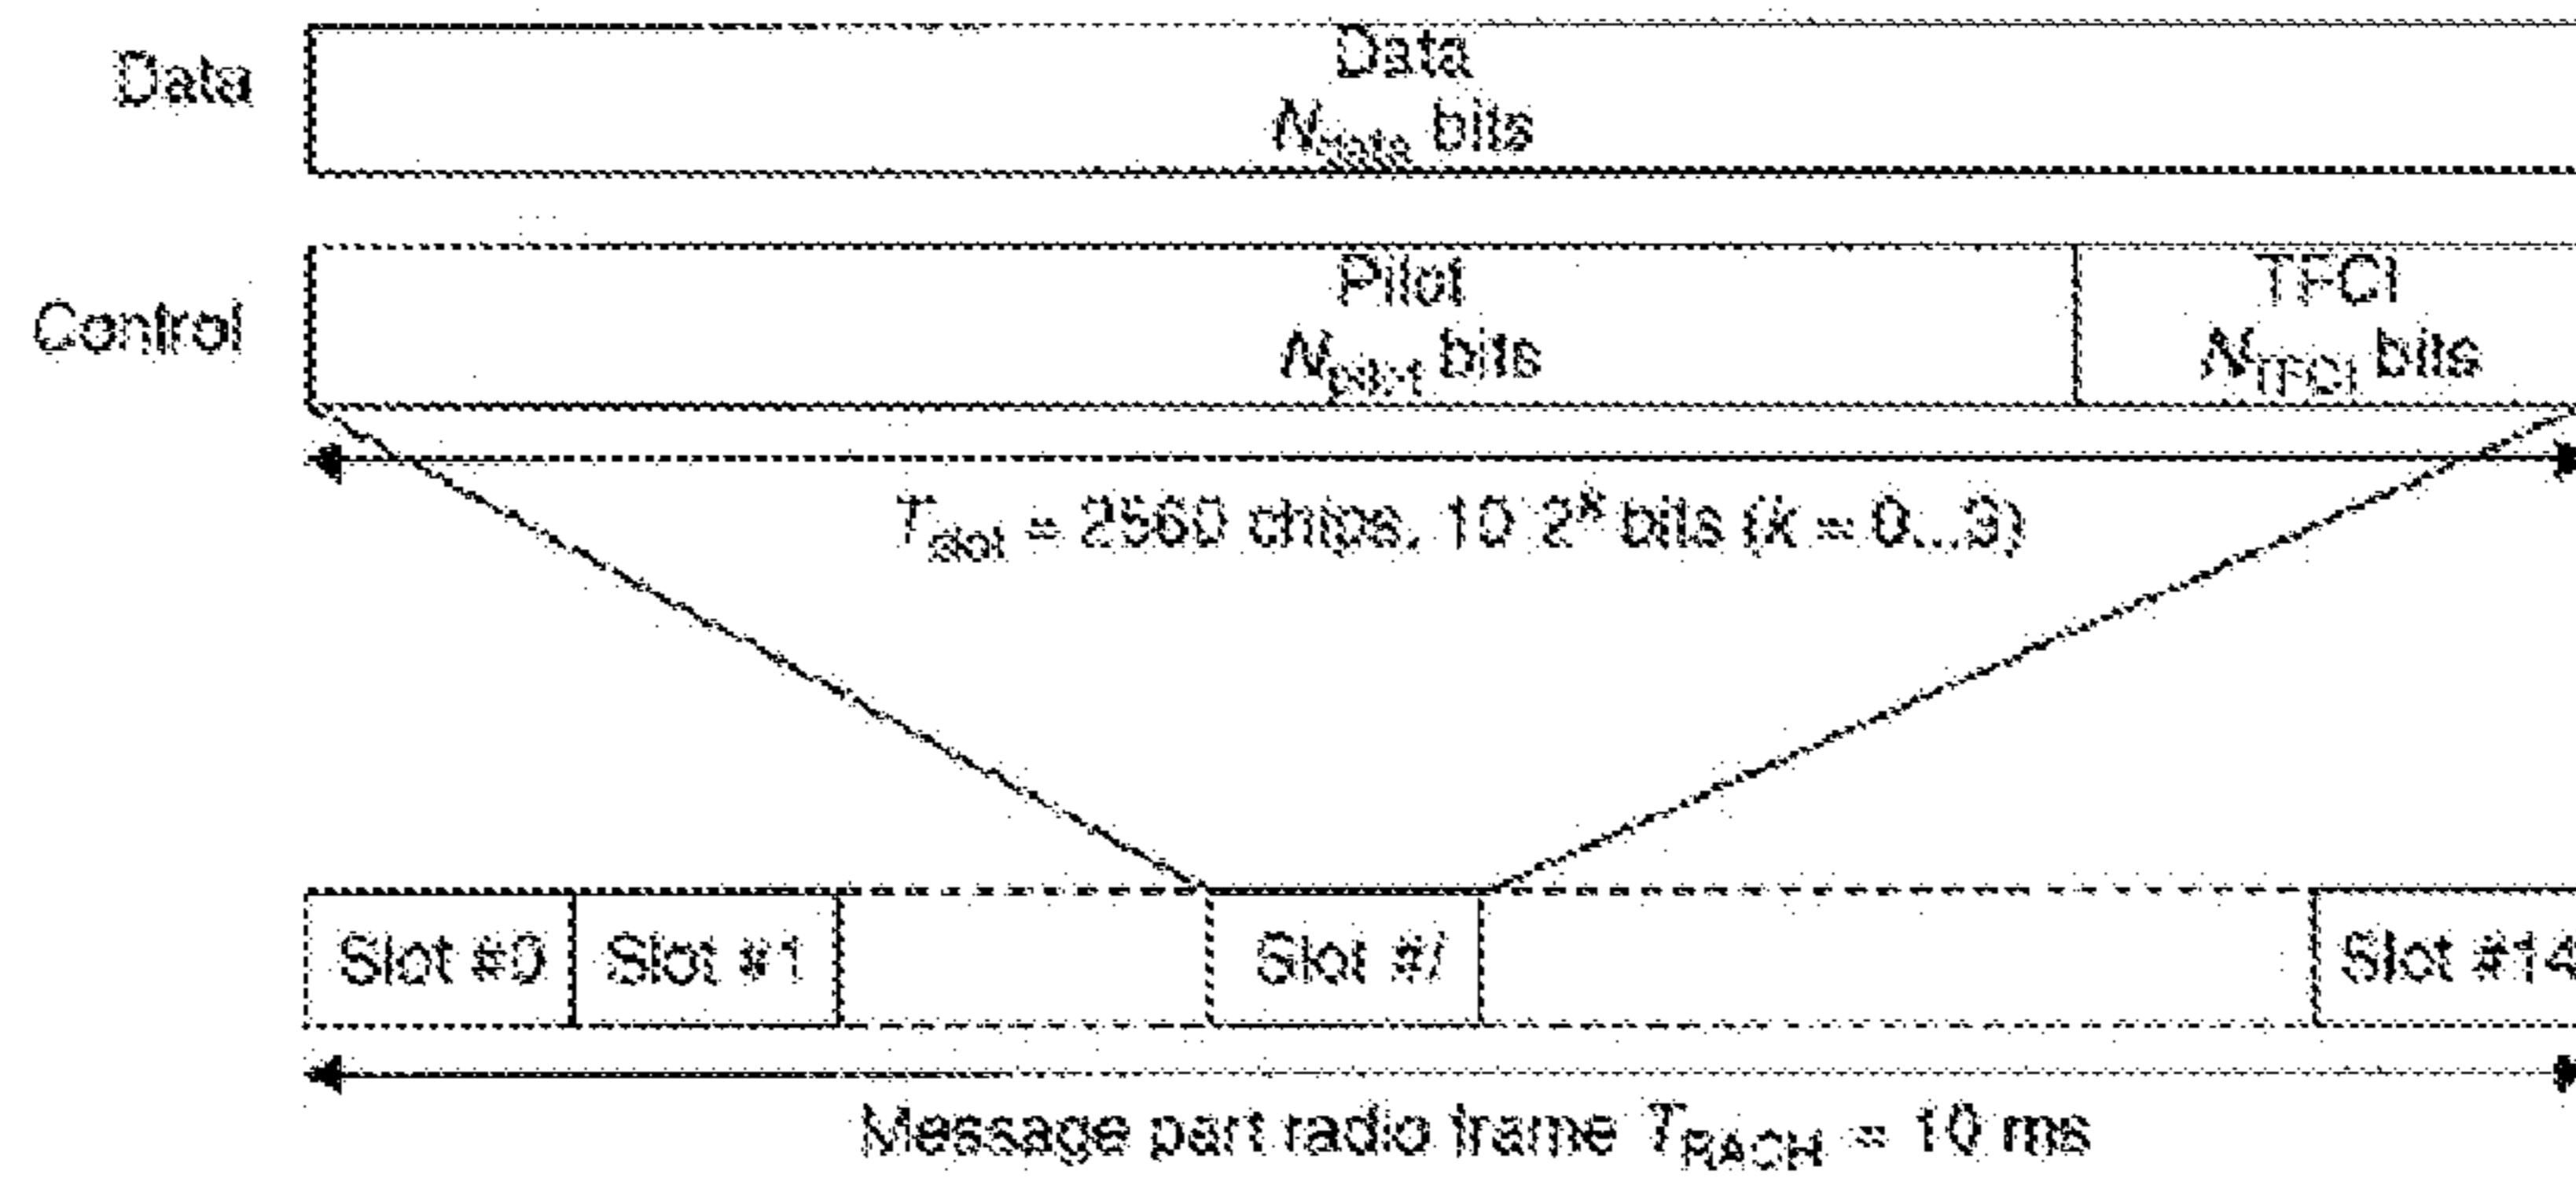 Data
Data
N_data bits
Control
Pilot
N_pilot bits
TFCI
N_TFCI bits
T_slot = 2560 chips, 10 2^k bits (k = 0...3)
Slot #0 Slot #1 Slot #i Slot #14
Message part radio frame T_RACH = 10 ms